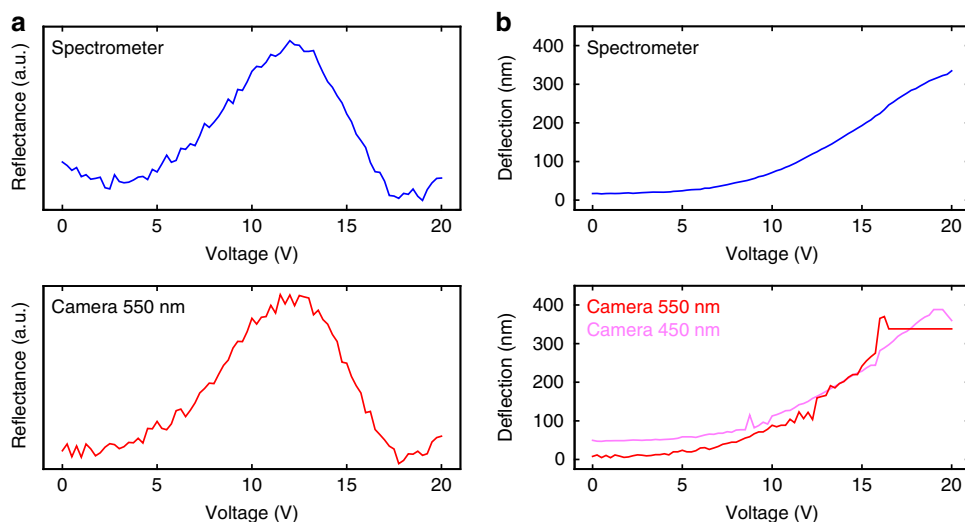 a
Spectrometer
Reflectance (a.u.)
0 5 10 15 20
Voltage (V)
b
Spectrometer
Deflection (nm)
400
300
200
100
0
0 5 10 15 20
Voltage (V)
Camera 550 nm
Reflectance (a.u.)
0 5 10 15 20
Voltage (V)
Camera 550 nm
Camera 450 nm
Deflection (nm)
400
300
200
100
0
0 5 10 15 20
Voltage (V)